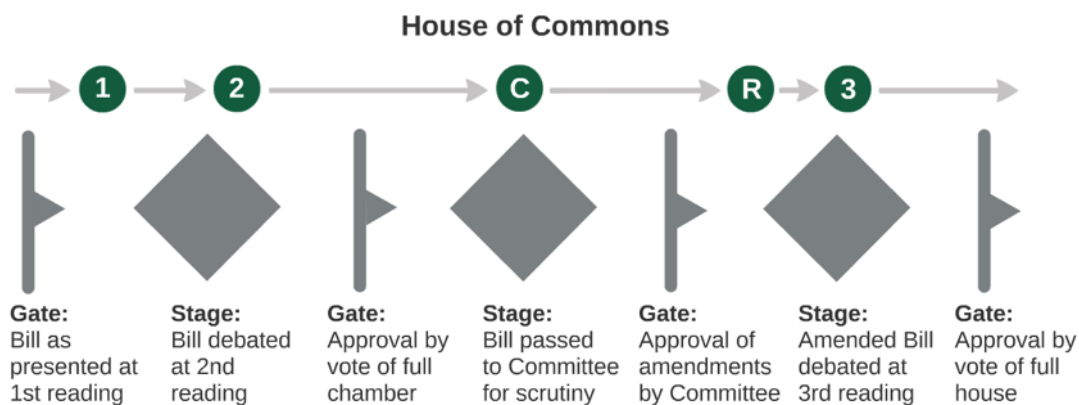 House of Commons
1
2
C
R
3
Gate:
Bill as
presented at
1st reading
Stage:
Bill debated
at 2nd
reading
Gate:
Approval by
vote of full
chamber
Stage:
Bill passed
to Committee
for scrutiny
Gate:
Approval of
amendments
by Committee
Stage:
Amended Bill
debated at
3rd reading
Gate:
Approval by
vote of full
house